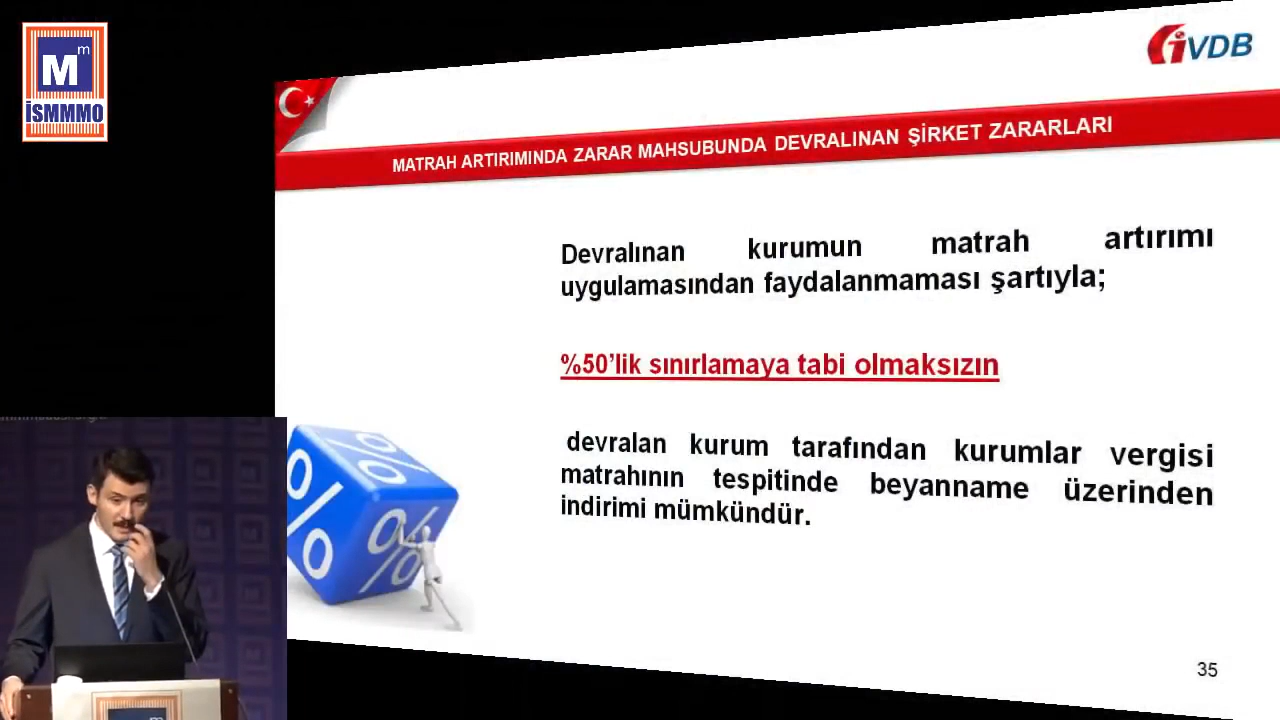 M m
İSMMMO
İVDB
MATRAH ARTIRIMINDA ZARAR MAHSUBUNDA DEVRALINAN ŞİRKET ZARARLARI
Devralınan kurumun matrah artırımı
uygulamasından faydalanmaması şartıyla;
%50’lik sınırlamaya tabi olmaksızın
devralan kurum tarafından kurumlar vergisi
matrahının tespitinde beyanname üzerinden
indirimi mümkündür.
% % %
35